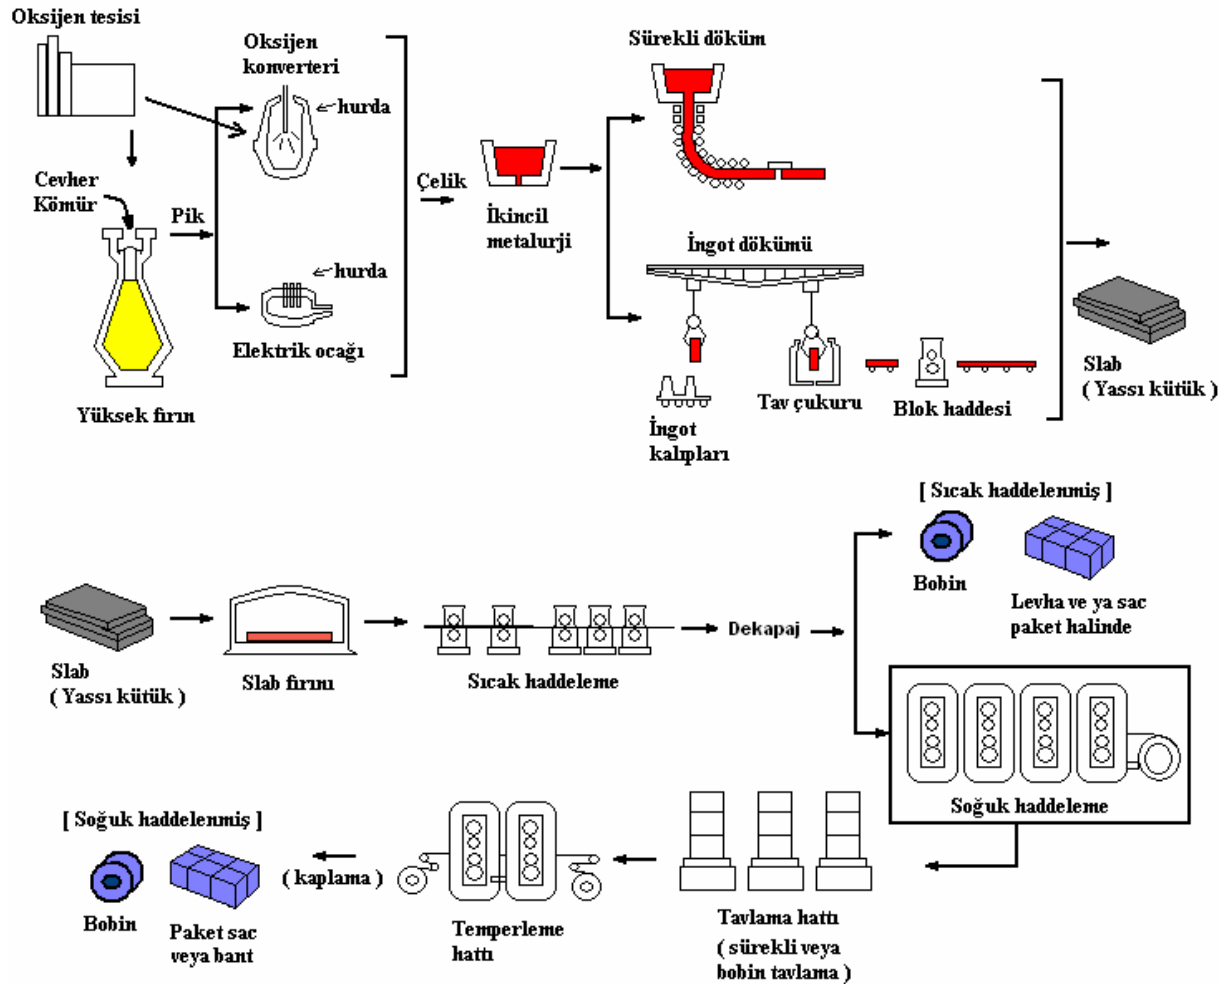 Oksijen tesisi
Oksijen
konverteri
hurda
Sürekli döküm
Cevher
Kömür
Pik
Çelik
İkincil
metalurji
İngot dökümü
hurda
Elektrik ocağı
Yüksek fırın
İngot
kalıpları
Tav çukuru
Blok haddesi
Slab
( Yassı kütük )
[ Sıcak haddelenmiş ]
Bobin
Levha ve ya sac
paket halinde
Slab
( Yassı kütük )
Slab fırını
Sıcak haddeleme
Dekapaj
Soğuk haddeleme
[ Soğuk haddelenmiş ]
Bobin
Paket sac
veya bant
( kaplama )
Temperleme
hattı
Tavlama hattı
( sürekli veya
bobin tavlama )